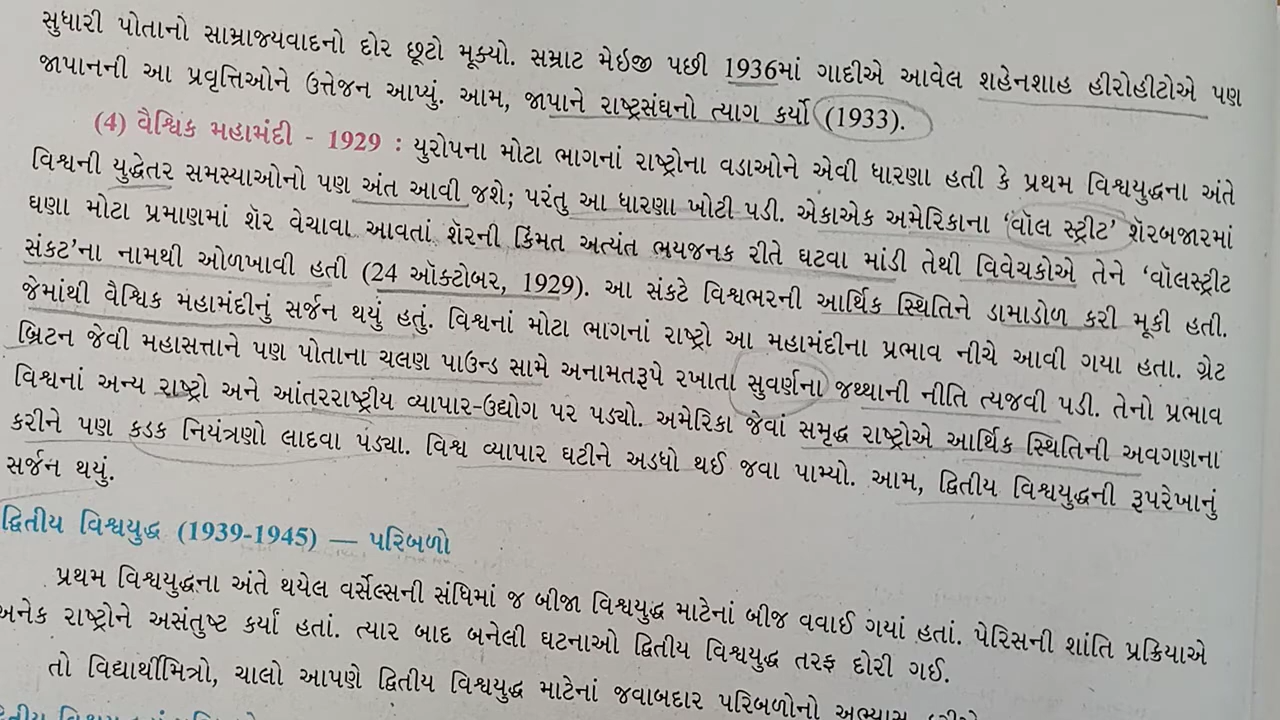 સુધારી પોતાનો સામ્રાજ્યવાદનો દોર છૂટો મૂક્યો. સમ્રાટ મેઇજી પછી 1936માં ગાદીએ આવેલ શહેનશાહ હીરોહીટોએ પણ
જાપાનની આ પ્રવૃત્તિઓને ઉત્તેજન આપ્યું. આમ, જાપાને રાષ્ટ્રસંઘનો ત્યાગ કર્યો (1933).
(4) વૈશ્વિક મહામંદી - 1929 : યુરોપના મોટા ભાગનાં રાષ્ટ્રોના વડાઓને એવી ધારણા હતી કે પ્રથમ વિશ્વયુદ્ધના અંતે
વિશ્વની યુદ્ધેતર સમસ્યાઓનો પણ અંત આવી જશે; પરંતુ આ ધારણા ખોટી પડી. એકાએક અમેરિકાના ‘વૉલ સ્ટ્રીટ’ શૅરબજારમાં
ઘણા મોટા પ્રમાણમાં શૅર વેચાવા આવતાં શૅરની કિંમત અત્યંત ભયજનક રીતે ઘટવા માંડી તેથી વિવેચકોએ તેને ‘વૉલસ્ટ્રીટ
સંકટ’ના નામથી ઓળખાવી હતી (24 ઑક્ટોબર, 1929). આ સંકટે વિશ્વભરની આર્થિક સ્થિતિને ડામાડોળ કરી મૂકી હતી.
જેમાંથી વૈશ્વિક મહામંદીનું સર્જન થયું હતું. વિશ્વનાં મોટા ભાગનાં રાષ્ટ્રો આ મહામંદીના પ્રભાવ નીચે આવી ગયા હતા. ગ્રેટ
બ્રિટન જેવી મહાસત્તાને પણ પોતાના ચલણ પાઉન્ડ સામે અનામતરૂપે રખાતા સુવર્ણના જથ્થાની નીતિ ત્યજવી પડી. તેનો પ્રભાવ
વિશ્વનાં અન્ય રાષ્ટ્રો અને આંતરરાષ્ટ્રીય વ્યાપાર-ઉદ્યોગ પર પડ્યો. અમેરિકા જેવાં સમૃદ્ધ રાષ્ટ્રોએ આર્થિક સ્થિતિની અવગણના
કરીને પણ કડક નિયંત્રણો લાદવા પડ્યા. વિશ્વ વ્યાપાર ઘટીને અડધો થઈ જવા પામ્યો. આમ, દ્વિતીય વિશ્વયુદ્ધની રૂપરેખાનું
સર્જન થયું.
દ્વિતીય વિશ્વયુદ્ધ (1939-1945) — પરિબળો
પ્રથમ વિશ્વયુદ્ધના અંતે થયેલ વર્સેલ્સની સંધિમાં જ બીજા વિશ્વયુદ્ધ માટેનાં બીજ વવાઈ ગયાં હતાં. પેરિસની શાંતિ પ્રક્રિયાએ
અનેક રાષ્ટ્રોને અસંતુષ્ટ કર્યાં હતાં. ત્યાર બાદ બનેલી ઘટનાઓ દ્વિતીય વિશ્વયુદ્ધ તરફ દોરી ગઈ.
તો વિદ્યાર્થીમિત્રો, ચાલો આપણે દ્વિતીય વિશ્વયુદ્ધ માટેનાં જવાબદાર પરિબળોનો અભ્યાસ